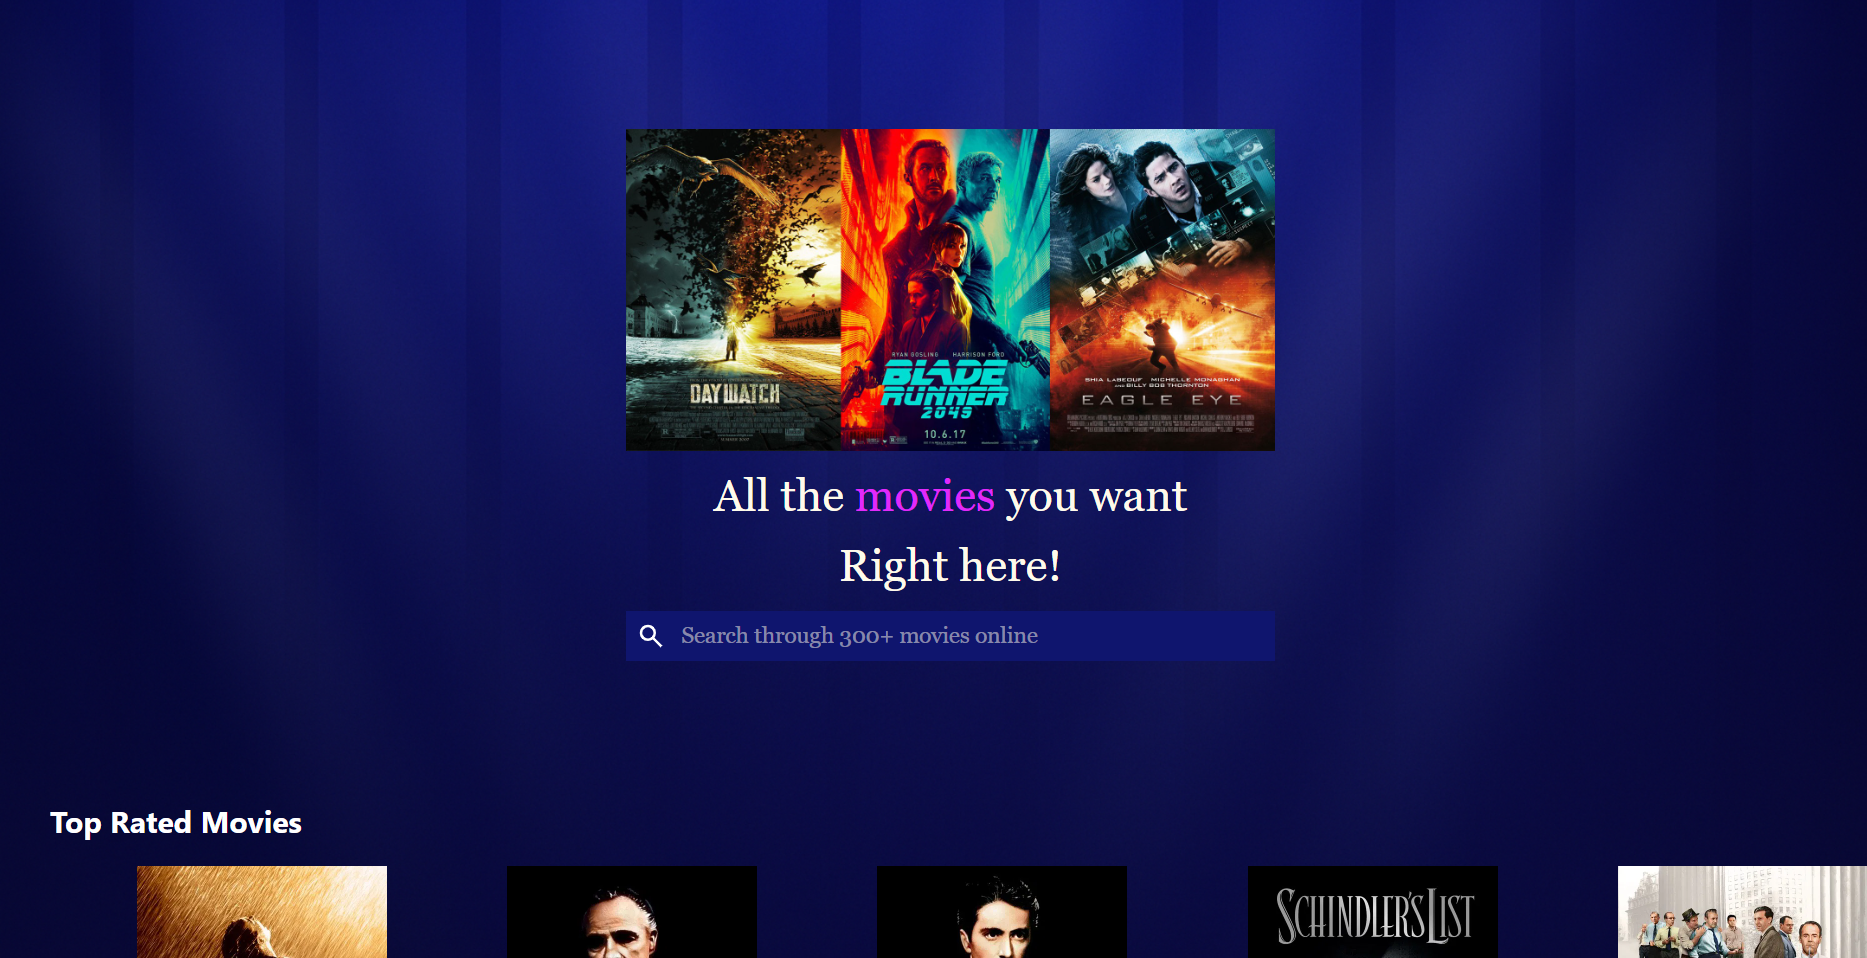 DAY WATCH
RYAN GOSLING HARRISON FORD
BLADE
RUNNER
2049
10.6.17
SHIA LABEOUF MICHELLE MONAGHAN
AND BILLY BOB THORNTON
EAGLE EYE
All the movies you want
Right here!
Search through 300+ movies online
Top Rated Movies
SCHINDLER'S LIST